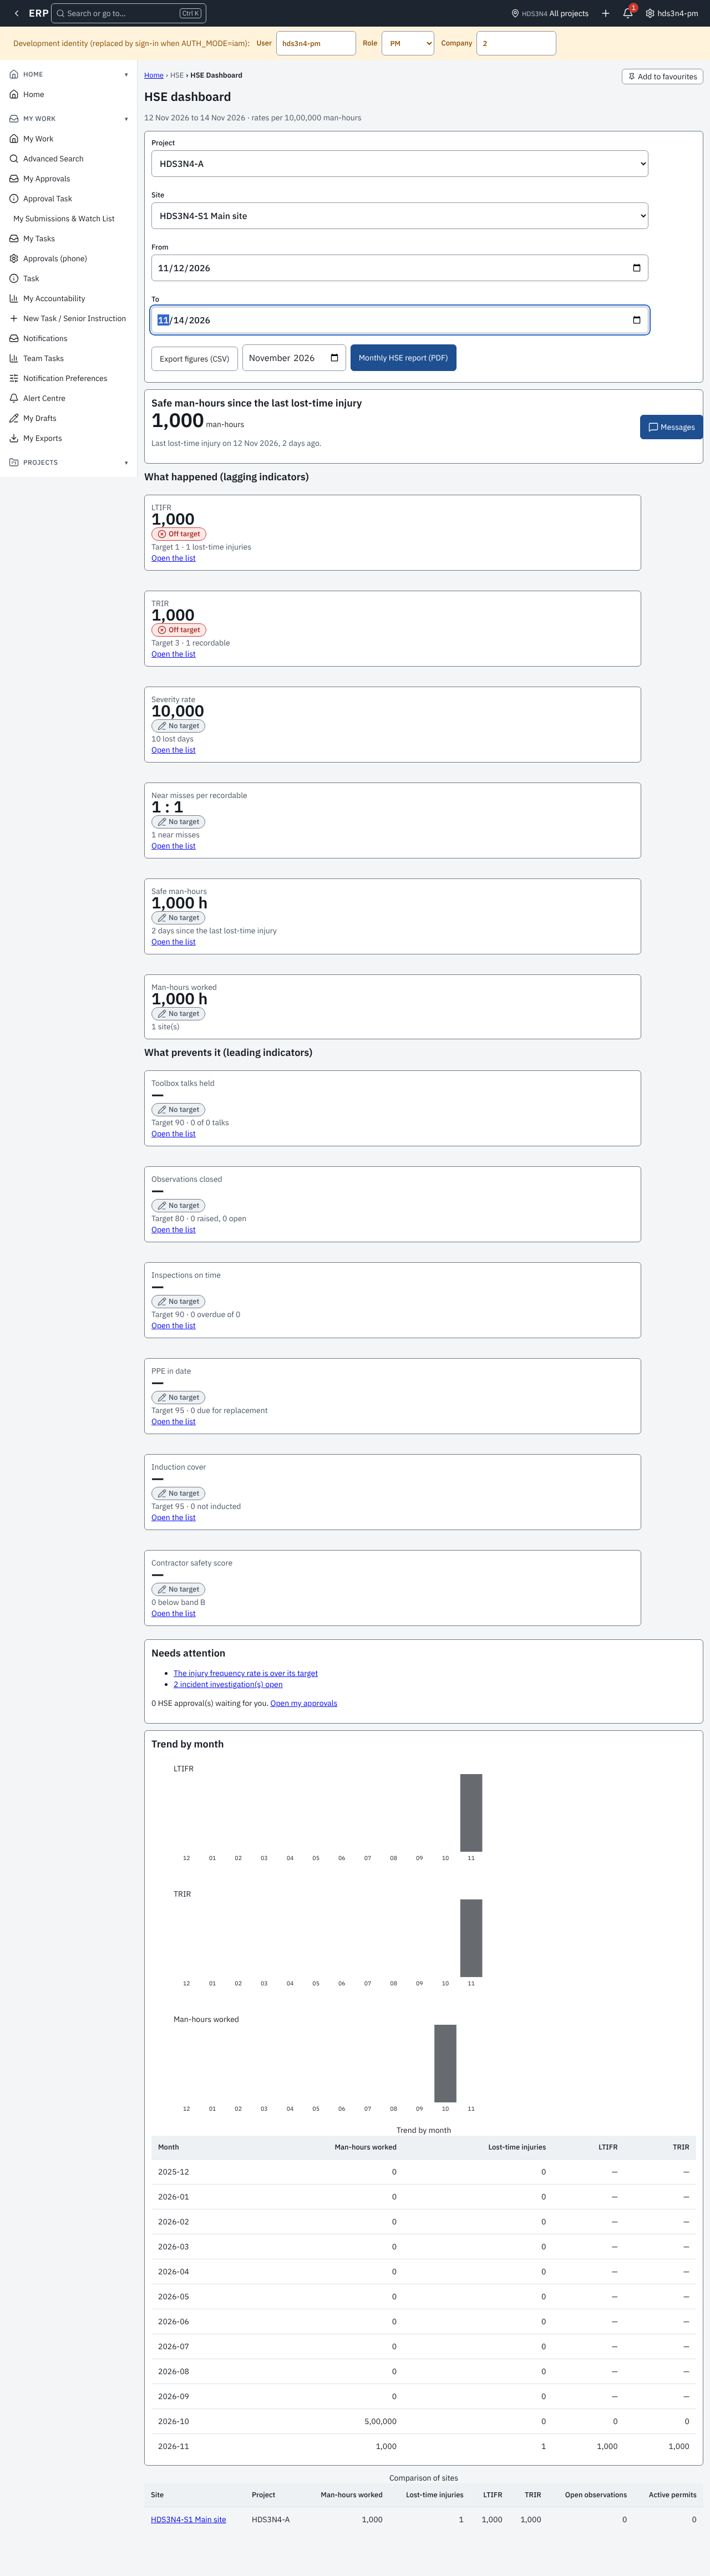 ERP Search or go to... Ctrl K HDS3N4 All projects 1 hds3n4-pm
Development identity (replaced by sign-in when AUTH_MODE=iam): User hds3n4-pm Role PM Company 2
HOME
Home
MY WORK
My Work
Advanced Search
My Approvals
Approval Task
My Submissions & Watch List
My Tasks
Approvals (phone)
Task
My Accountability
New Task / Senior Instruction
Notifications
Team Tasks
Notification Preferences
Alert Centre
My Drafts
My Exports
PROJECTS
Home › HSE › HSE Dashboard
Add to favourites
HSE dashboard
12 Nov 2026 to 14 Nov 2026 · rates per 10,00,000 man-hours
Project
HDS3N4-A
Site
HDS3N4-S1 Main site
From
11/12/2026
To
11/14/2026
Export figures (CSV) November 2026 Monthly HSE report (PDF)
Safe man-hours since the last lost-time injury
1,000 man-hours
Last lost-time injury on 12 Nov 2026, 2 days ago.
Messages
What happened (lagging indicators)
LTIFR
1,000
Off target
Target 1 · 1 lost-time injuries
Open the list
TRIR
1,000
Off target
Target 3 · 1 recordable
Open the list
Severity rate
10,000
No target
10 lost days
Open the list
Near misses per recordable
1 : 1
No target
1 near misses
Open the list
Safe man-hours
1,000 h
No target
2 days since the last lost-time injury
Open the list
Man-hours worked
1,000 h
No target
1 site(s)
What prevents it (leading indicators)
Toolbox talks held
—
No target
Target 90 · 0 of 0 talks
Open the list
Observations closed
—
No target
Target 80 · 0 raised, 0 open
Open the list
Inspections on time
—
No target
Target 90 · 0 overdue of 0
Open the list
PPE in date
—
No target
Target 95 · 0 due for replacement
Open the list
Induction cover
—
No target
Target 95 · 0 not inducted
Open the list
Contractor safety score
—
No target
0 below band B
Open the list
Needs attention
• The injury frequency rate is over its target
• 2 incident investigation(s) open
0 HSE approval(s) waiting for you. Open my approvals
Trend by month
LTIFR
12 01 02 03 04 05 06 07 08 09 10 11
TRIR
12 01 02 03 04 05 06 07 08 09 10 11
Man-hours worked
12 01 02 03 04 05 06 07 08 09 10 11
Trend by month
Month Man-hours worked Lost-time injuries LTIFR TRIR
2025-12 0 0 — —
2026-01 0 0 — —
2026-02 0 0 — —
2026-03 0 0 — —
2026-04 0 0 — —
2026-05 0 0 — —
2026-06 0 0 — —
2026-07 0 0 — —
2026-08 0 0 — —
2026-09 0 0 — —
2026-10 5,00,000 0 0 0
2026-11 1,000 1 1,000 1,000
Comparison of sites
Site Project Man-hours worked Lost-time injuries LTIFR TRIR Open observations Active permits
HDS3N4-S1 Main site HDS3N4-A 1,000 1 1,000 1,000 0 0